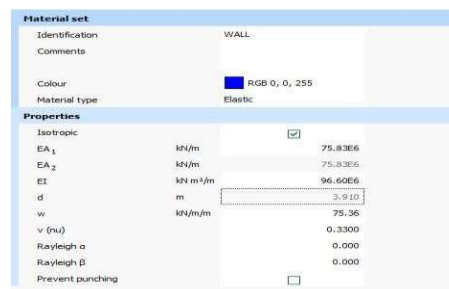 Material set
Identification WALL
Comments
Colour RGB 0, 0, 255
Material type Elastic
Properties
Isotropic
EA₁ kN/m 75.83E6
EA₂ kN/m 75.83E6
EI kN m²/m 96.60E6
d m 3.910
w kN/m/m 75.36
ν (nu) 0.3300
Rayleigh α 0.000
Rayleigh β 0.000
Prevent punching